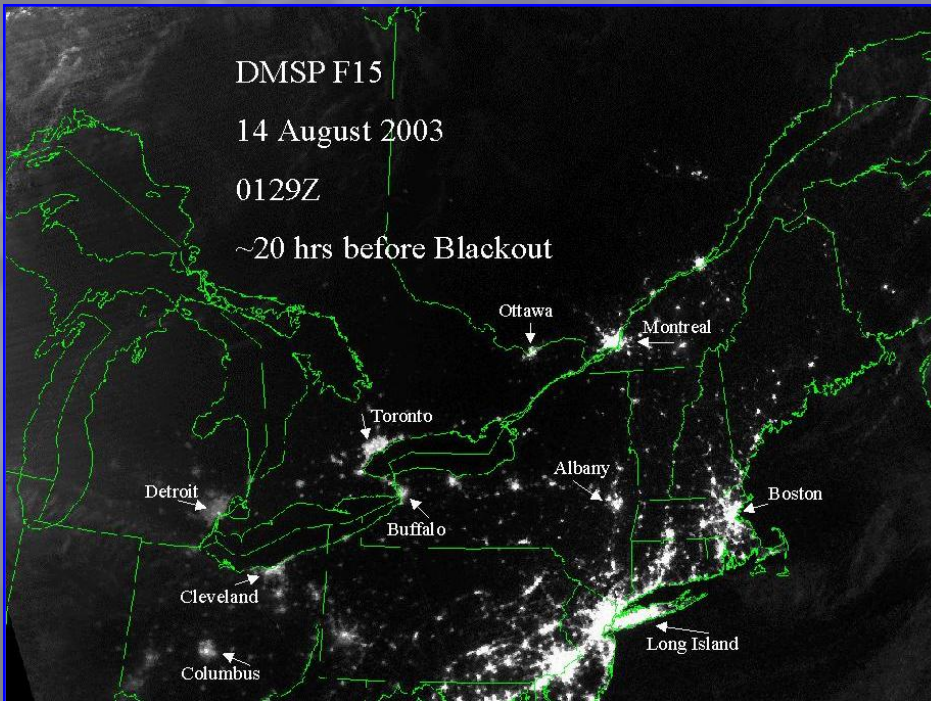 DMSP F15
14 August 2003
0129Z
~20 hrs before Blackout
Ottawa
Montreal
Toronto
Detroit
Albany
Boston
Buffalo
Cleveland
Long Island
Columbus